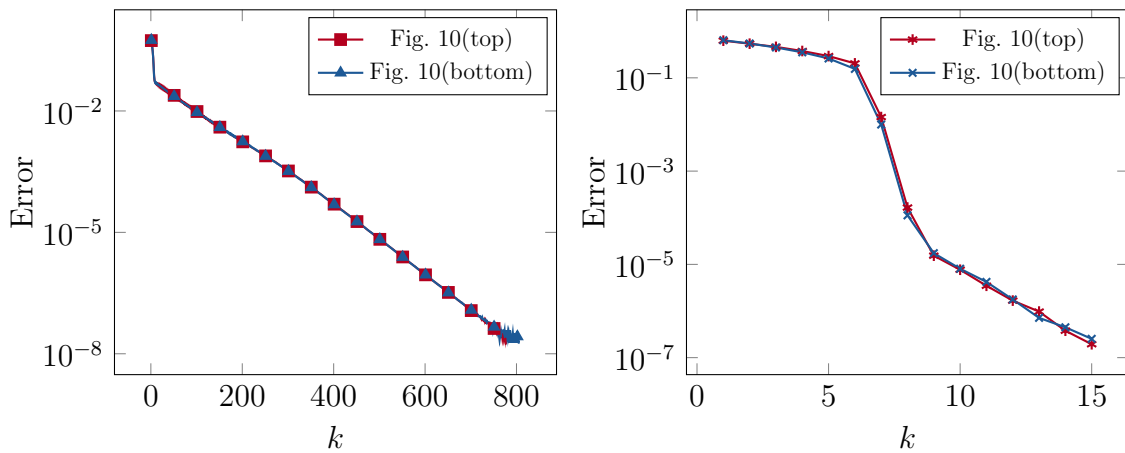 Fig. 10(top)
Fig. 10(bottom)
Error
10^{-2}
10^{-5}
10^{-8}
0 200 400 600 800
k
Fig. 10(top)
Fig. 10(bottom)
Error
10^{-1}
10^{-3}
10^{-5}
10^{-7}
0 5 10 15
k